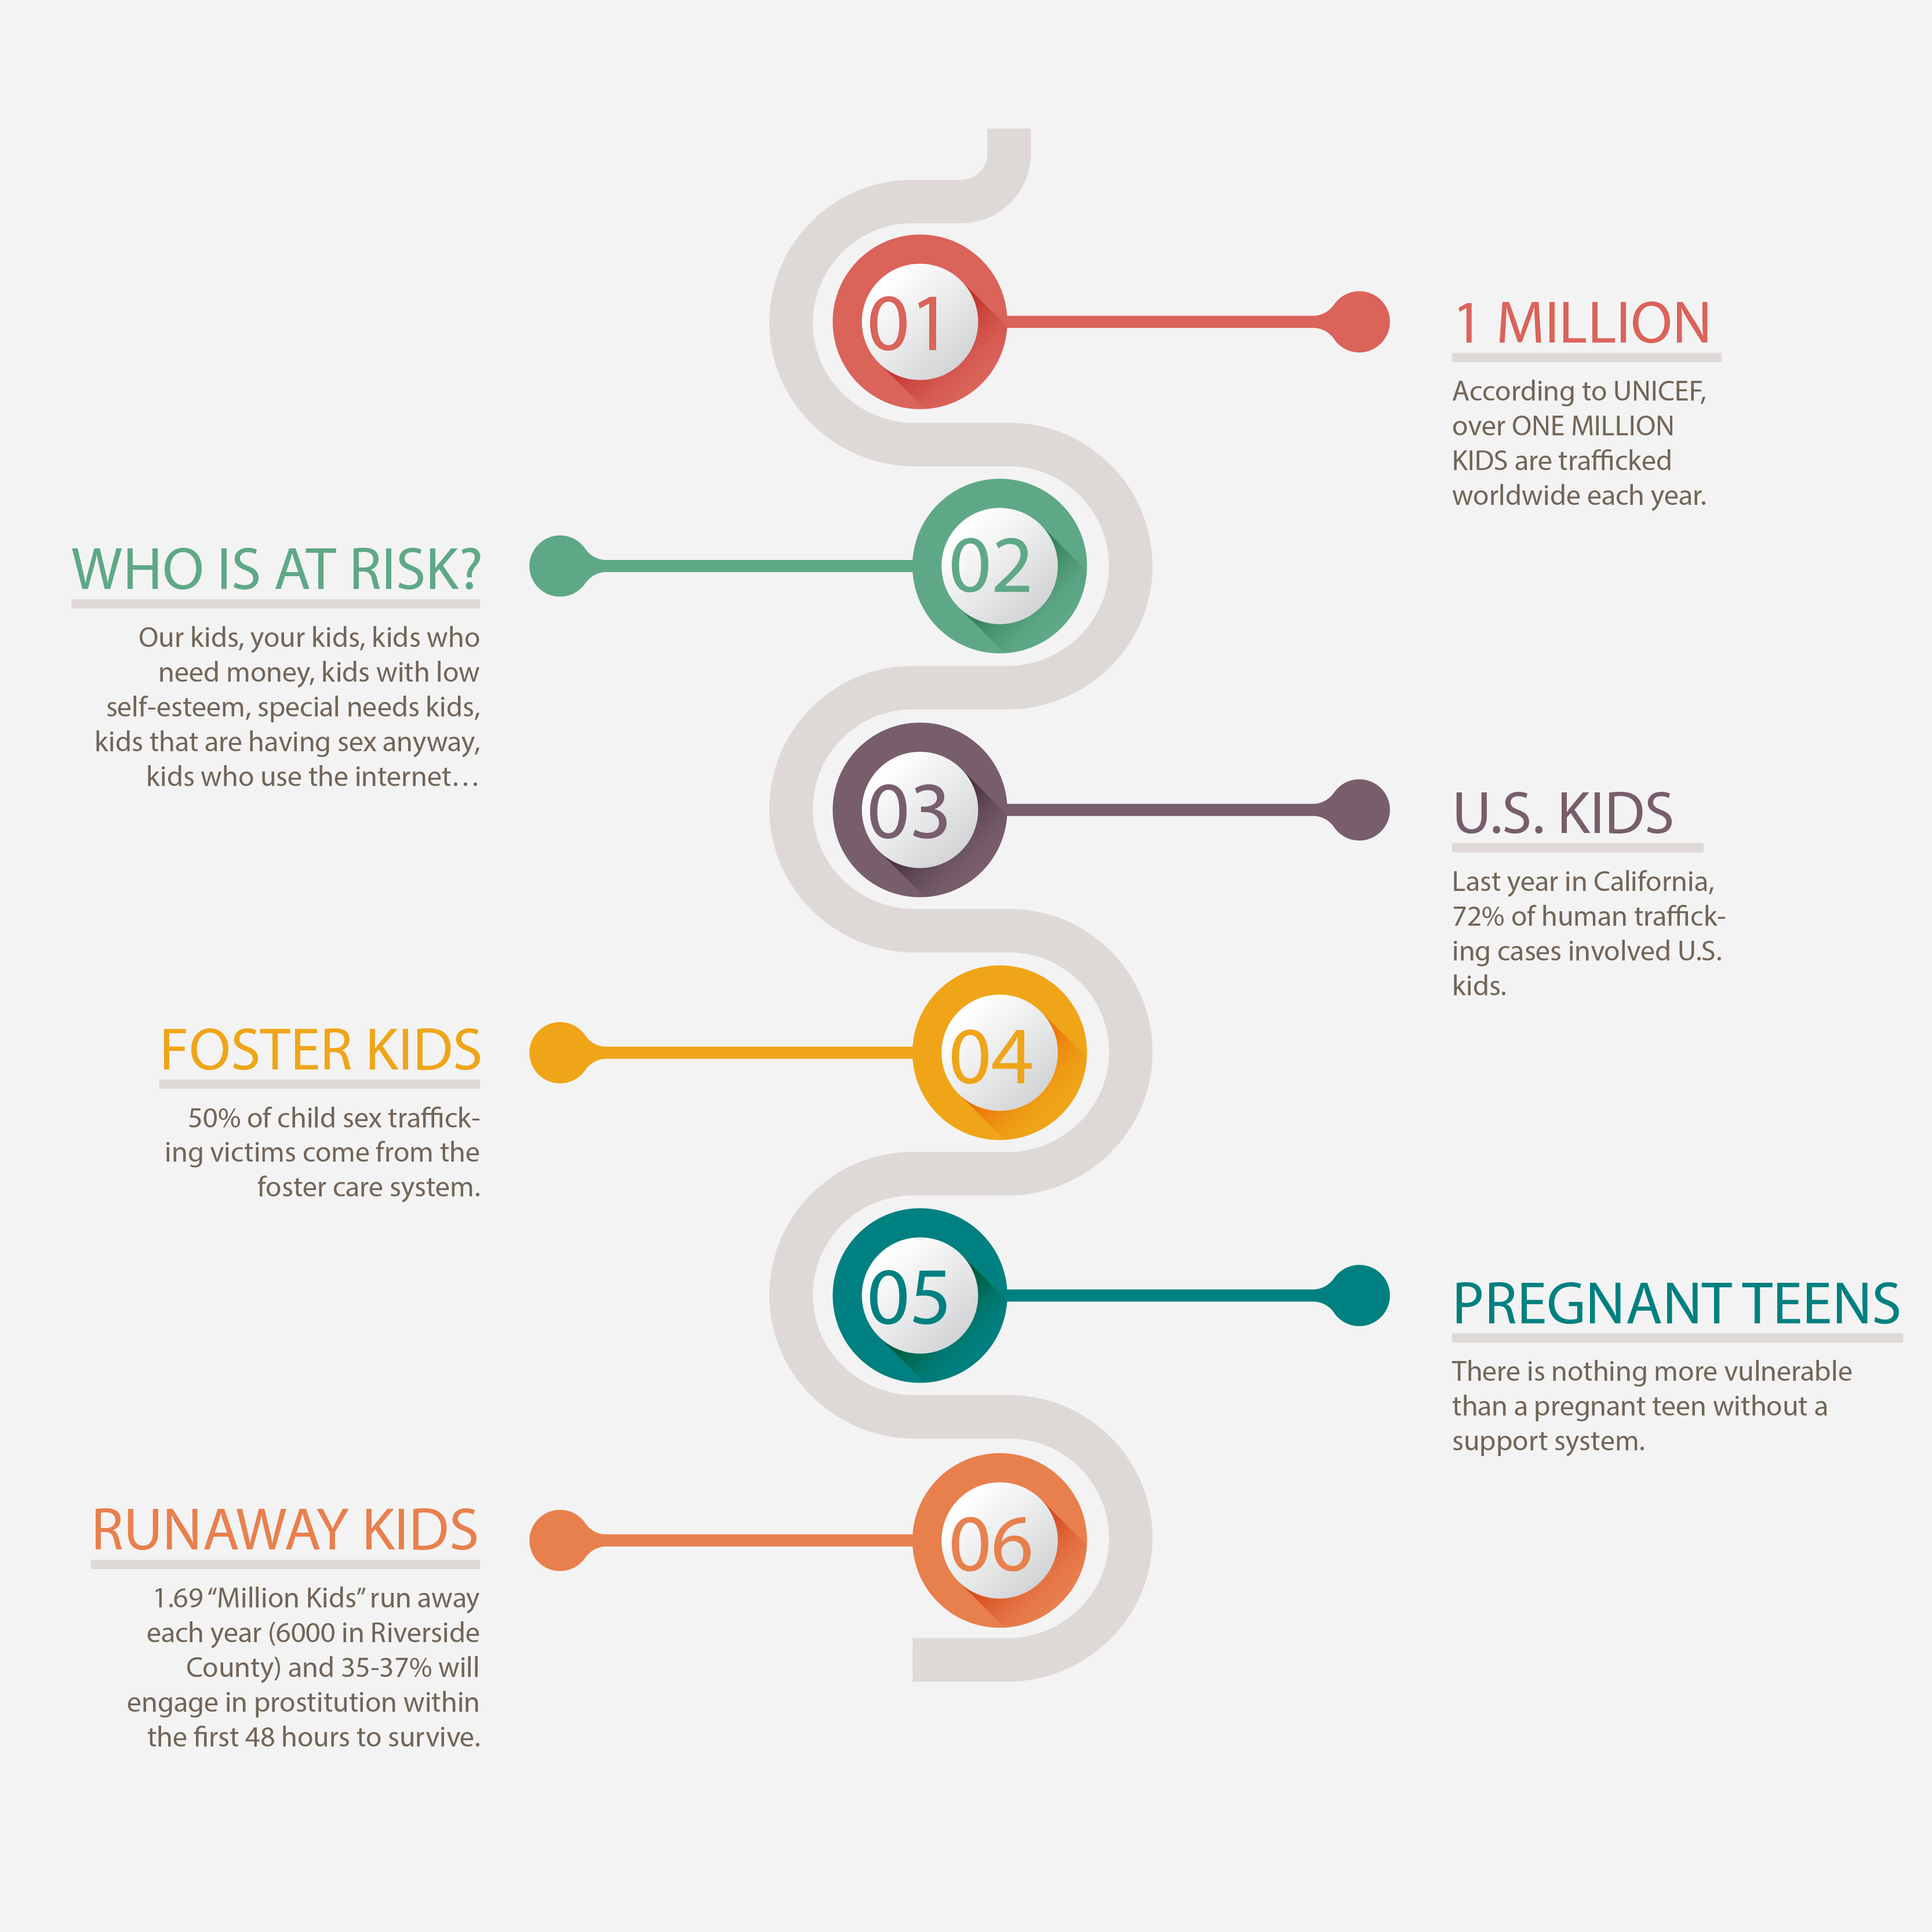 01
1 MILLION
According to UNICEF,
over ONE MILLION
KIDS are trafficked
worldwide each year.
02
WHO IS AT RISK?
Our kids, your kids, kids who
need money, kids with low
self-esteem, special needs kids,
kids that are having sex anyway,
kids who use the internet…
03
U.S. KIDS
Last year in California,
72% of human traffick-
ing cases involved U.S.
kids.
04
FOSTER KIDS
50% of child sex traffick-
ing victims come from the
foster care system.
05
PREGNANT TEENS
There is nothing more vulnerable
than a pregnant teen without a
support system.
06
RUNAWAY KIDS
1.69 “Million Kids” run away
each year (6000 in Riverside
County) and 35-37% will
engage in prostitution within
the first 48 hours to survive.